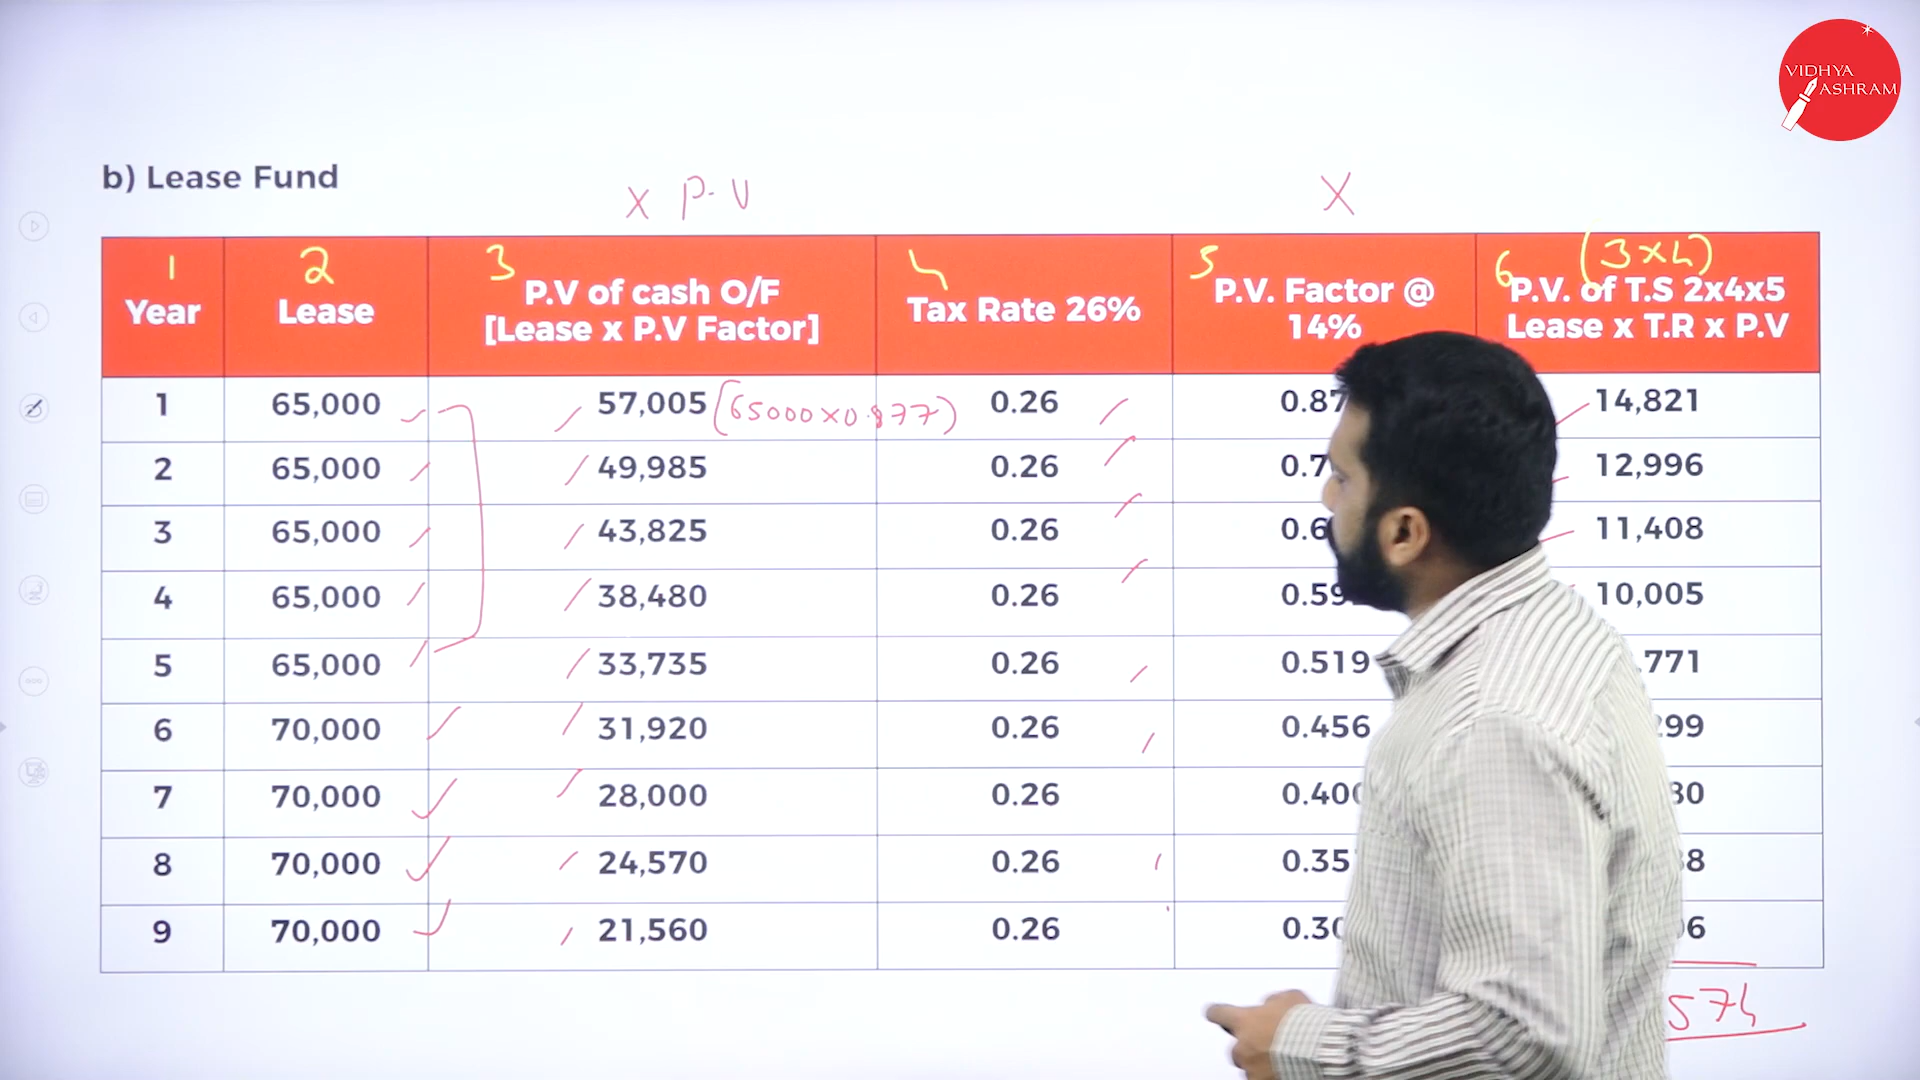 VIDHYA
ASHRAM
b) Lease Fund
X P.V
X
1 2 3 4 5 6 (3x4)
Year Lease P.V of cash O/F [Lease x P.V Factor] Tax Rate 26% P.V. Factor @ 14% P.V. of T.S 2x4x5 Lease x T.R x P.V
1 65,000 57,005 (65000x0.877) 0.26 14,821
2 65,000 49,985 0.26 12,996
3 65,000 43,825 0.26 11,408
4 65,000 38,480 0.26 10,005
5 65,000 33,735 0.26 0.519
6 70,000 31,920 0.26 0.456
7 70,000 28,000 0.26
8 70,000 24,570 0.26
9 70,000 21,560 0.26
574